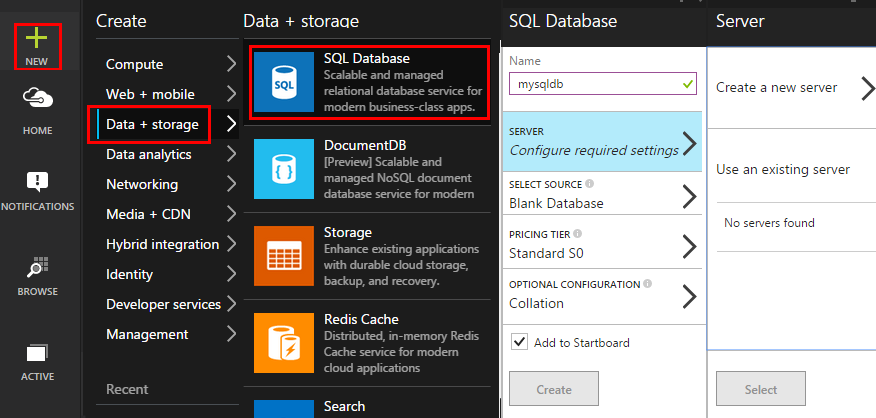 NEW
HOME
NOTIFICATIONS
BROWSE
ACTIVE
Create
Compute
Web + mobile
Data + storage
Data analytics
Networking
Media + CDN
Hybrid integration
Identity
Developer services
Management
Recent
Data + storage
SQL
SQL Database
Scalable and managed
relational database service for
modern business-class apps.
DocumentDB
[Preview] Scalable and
managed NoSQL document
database service for modern
Storage
Enhance existing applications
with durable cloud storage,
backup, and recovery.
Redis Cache
Distributed, in-memory Redis
Cache service for modern
cloud applications
Search
SQL Database
Name
mysqldb
SERVER
Configure required settings
SELECT SOURCE
Blank Database
PRICING TIER
Standard S0
OPTIONAL CONFIGURATION
Collation
Add to Startboard
Create
Server
Create a new server
Use an existing server
No servers found
Select